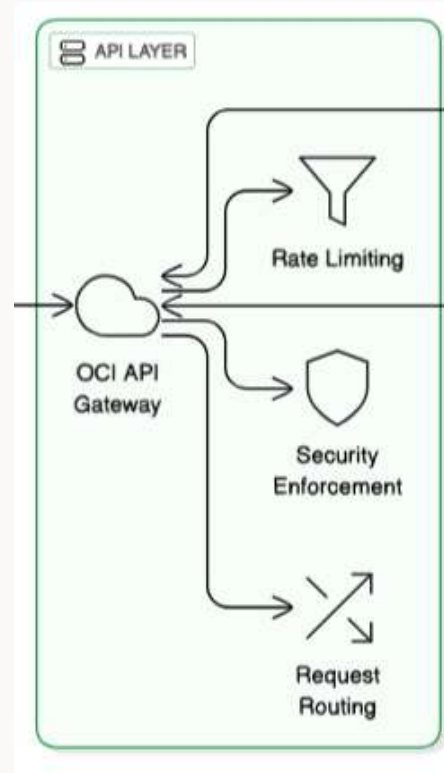 API LAYER
Rate Limiting
OCI API
Gateway
Security
Enforcement
Request
Routing